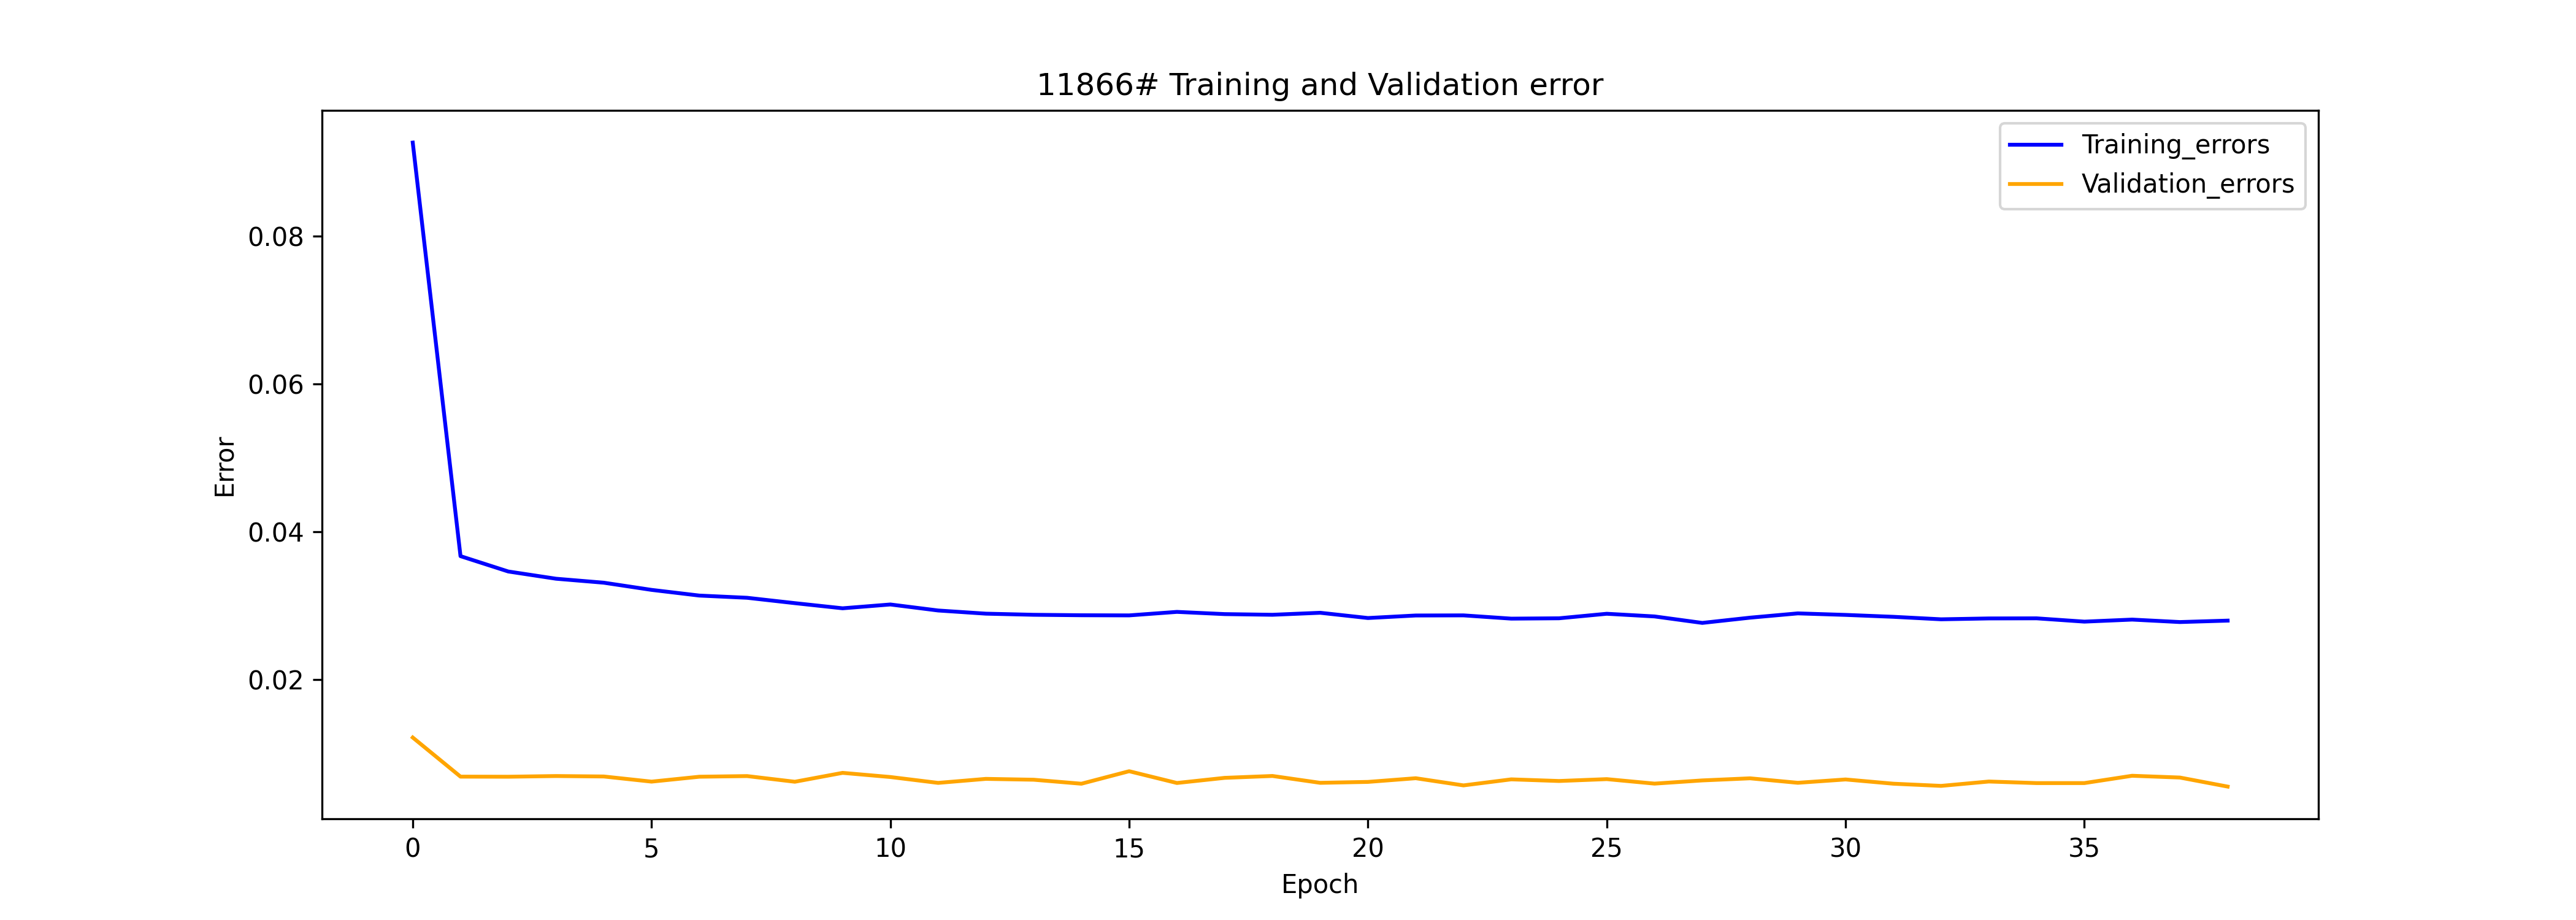 11866# Training and Validation error
Training_errors
Validation_errors
0.08
0.06
0.04
0.02
Error
0 5 10 15 20 25 30 35
Epoch